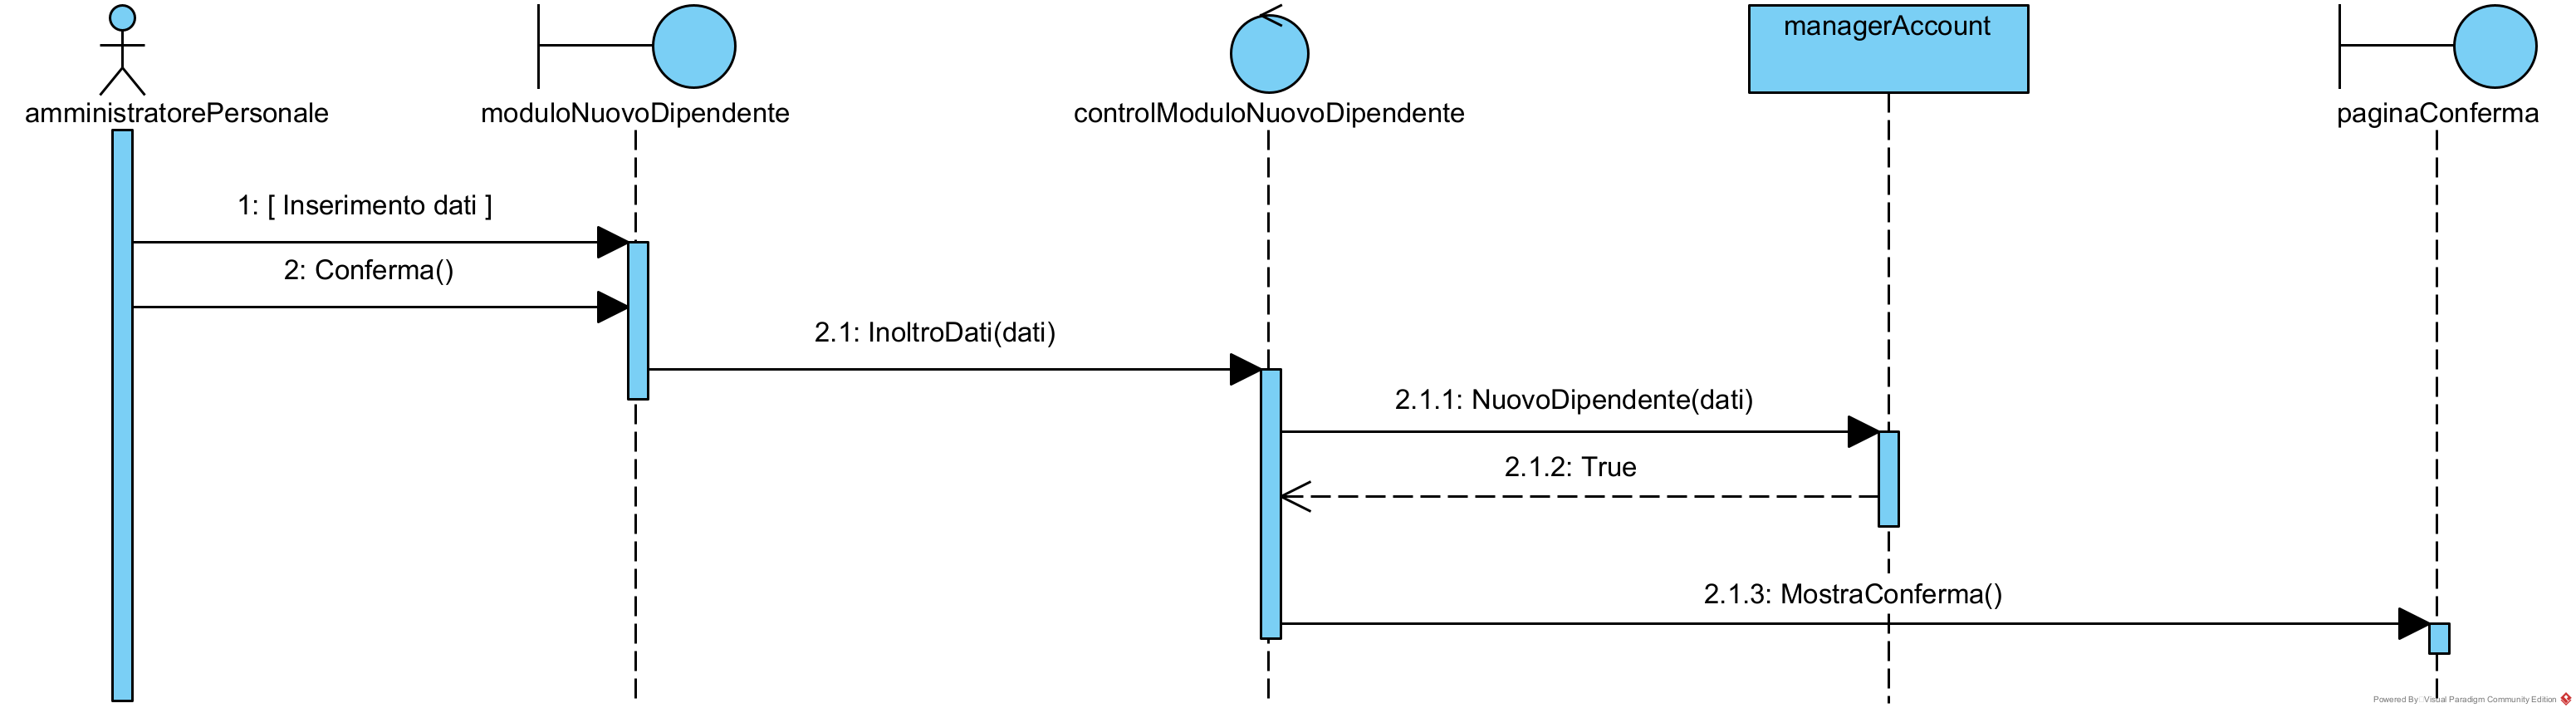 managerAccount
amministratorePersonale
moduloNuovoDipendente
controlModuloNuovoDipendente
paginaConferma
1: [ Inserimento dati ]
2: Conferma()
2.1: InoltroDati(dati)
2.1.1: NuovoDipendente(dati)
2.1.2: True
2.1.3: MostraConferma()
Powered By Visual Paradigm Community Edition